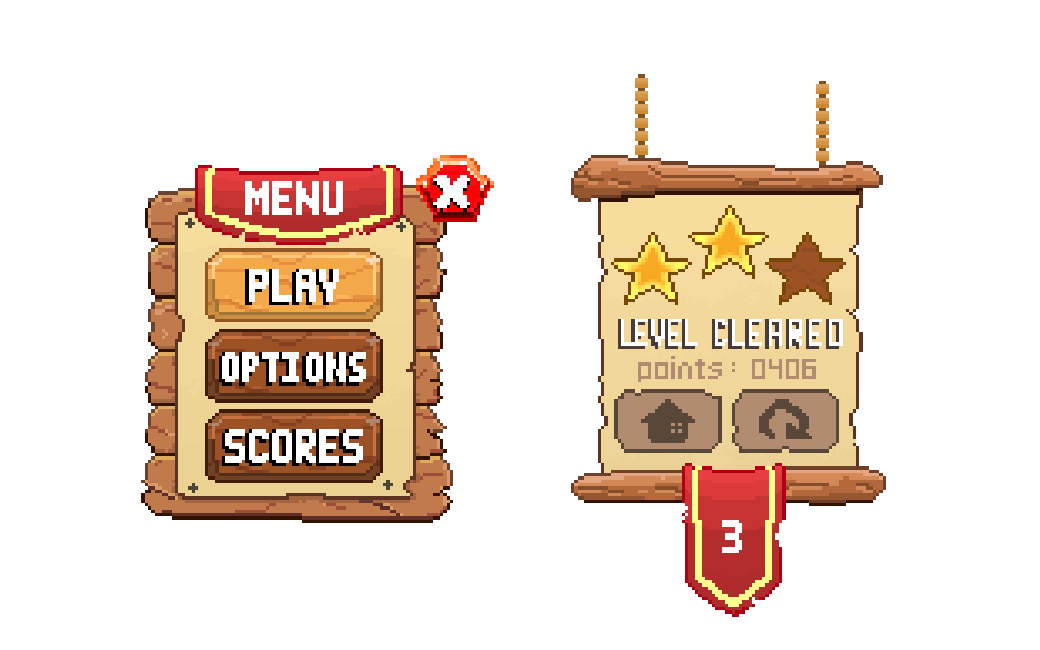 MENU
X
PLAY
OPTIONS
SCORES
LEVEL CLEARED
points: 0406
3